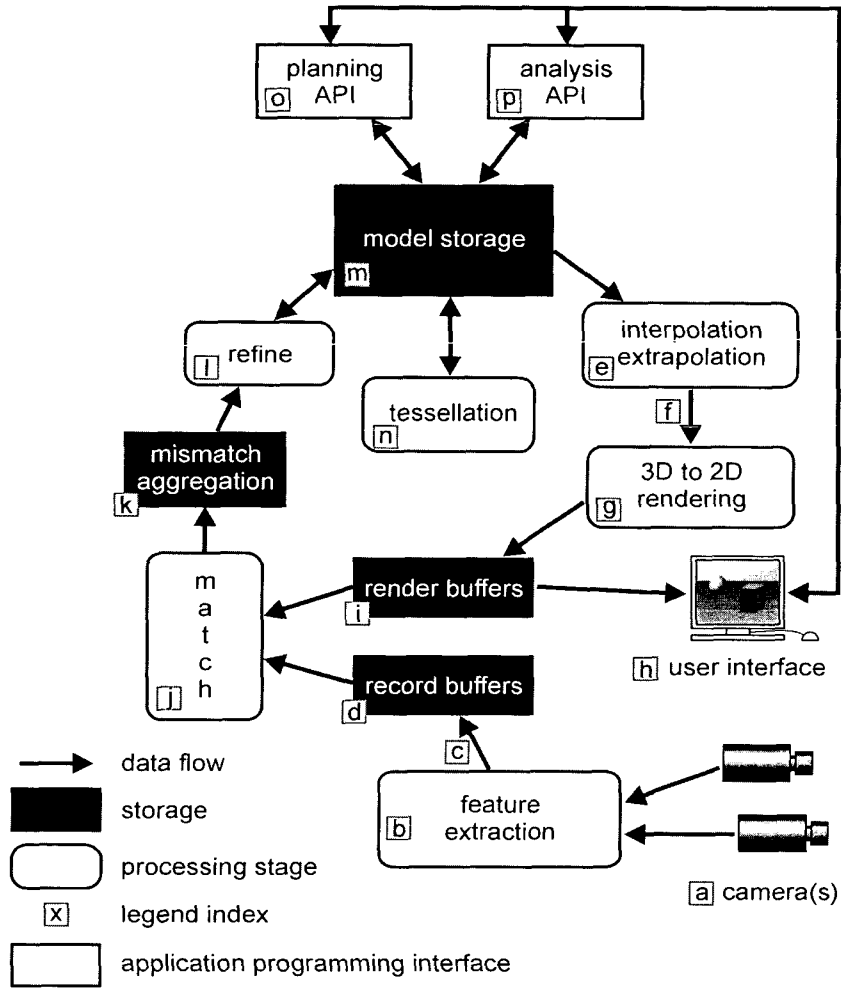 planning
API
o
analysis
API
p
model storage
m
l refine
interpolation
extrapolation
e
tessellation
n
f
mismatch
aggregation
k
3D to 2D
rendering
g
m
a
t
c
h
j
render buffers
i
h user interface
record buffers
d
c
feature
extraction
b
a camera(s)
data flow
storage
processing stage
x legend index
application programming interface